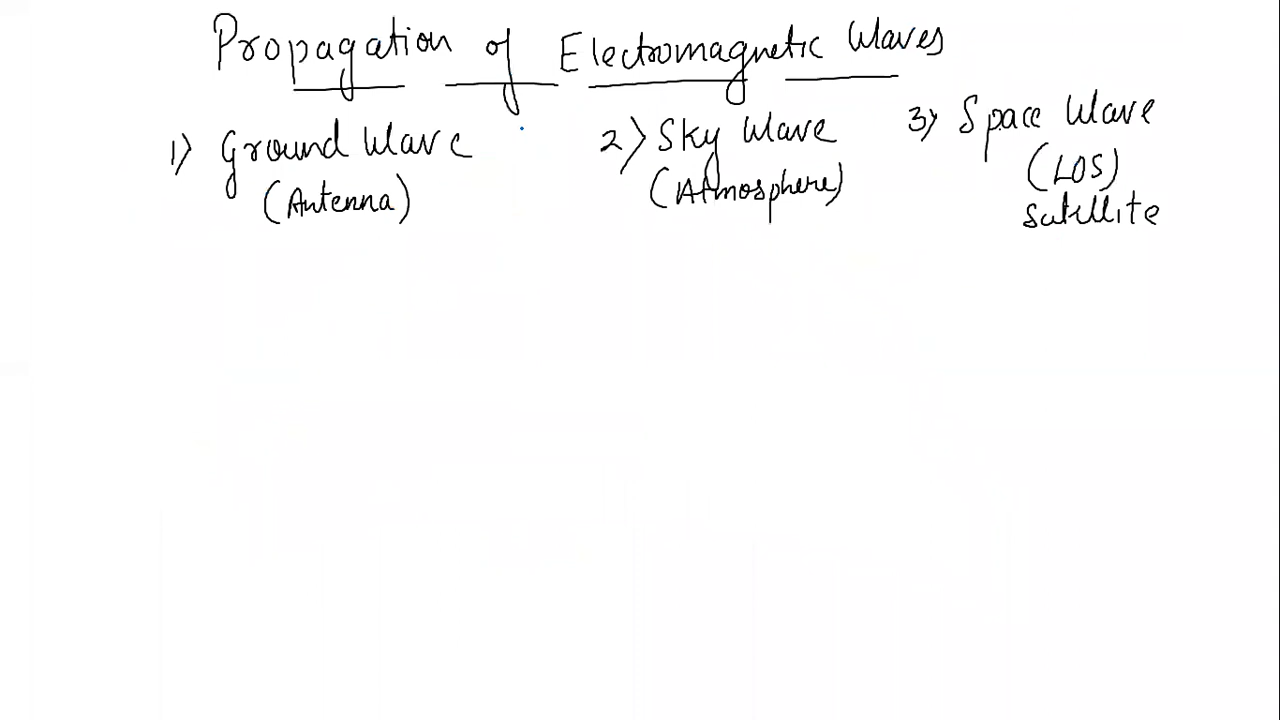 Propagation of Electromagnetic Waves
1) Ground Wave
(Antenna)
2) Sky Wave
(Atmosphere)
3) Space Wave
(LOS)
Satellite